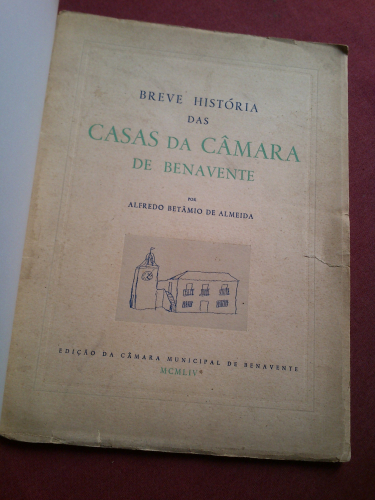 BREVE HISTÓRIA
DAS
CASAS DA CÂMARA
DE BENAVENTE
POR
ALFREDO BETÂMIO DE ALMEIDA
EDIÇÃO DA CÂMARA MUNICIPAL DE BENAVENTE
MCMLIV*